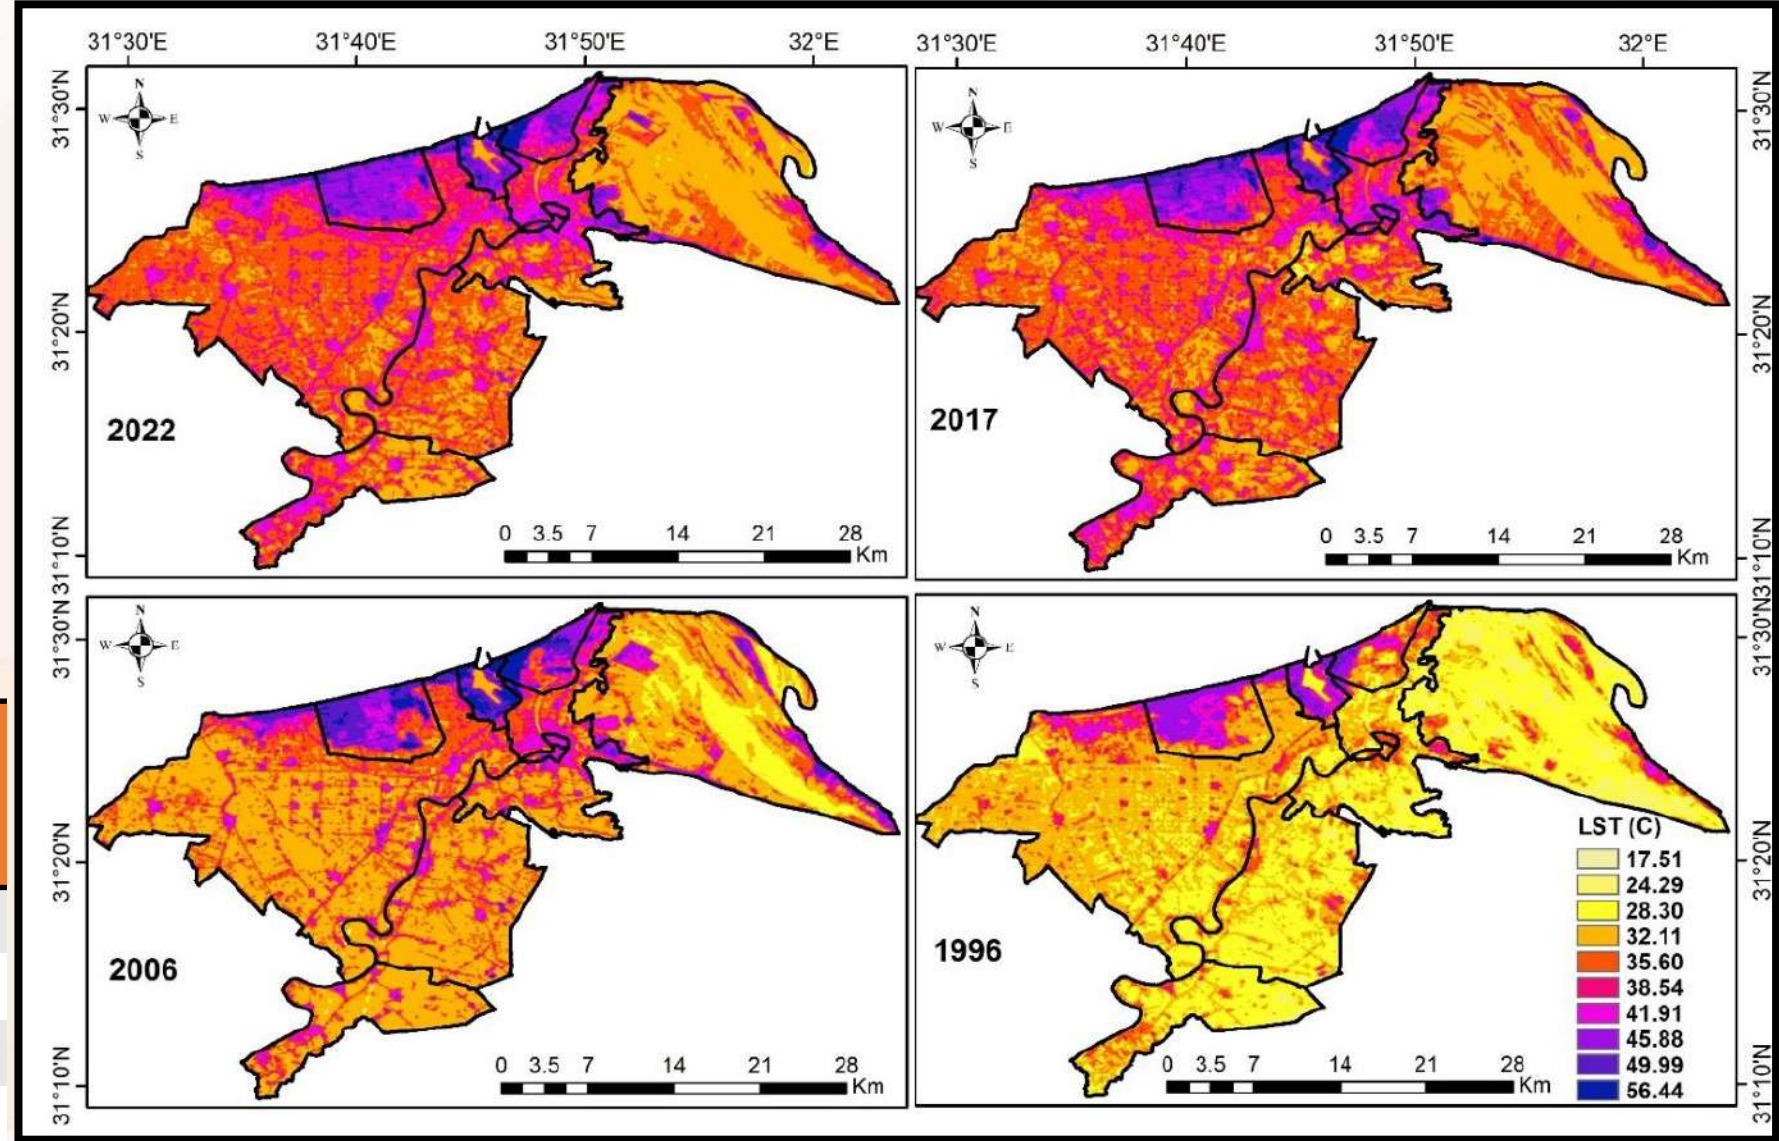 31°30'E 31°40'E 31°50'E 32°E
31°30'E 31°40'E 31°50'E 32°E
31°30'N
31°20'N
31°10'N
N
W E
S
2022
0 3.5 7 14 21 28
Km
N
W E
S
2017
0 3.5 7 14 21 28
Km
31°30'N
31°20'N
31°10'N
31°30'N
31°20'N
31°10'N
N
W E
S
2006
0 3.5 7 14 21 28
Km
N
W E
S
1996
0 3.5 7 14 21 28
Km
LST (C)
17.51
24.29
28.30
32.11
35.60
38.54
41.91
45.88
49.99
56.44
31°30'N
31°20'N
31°10'N